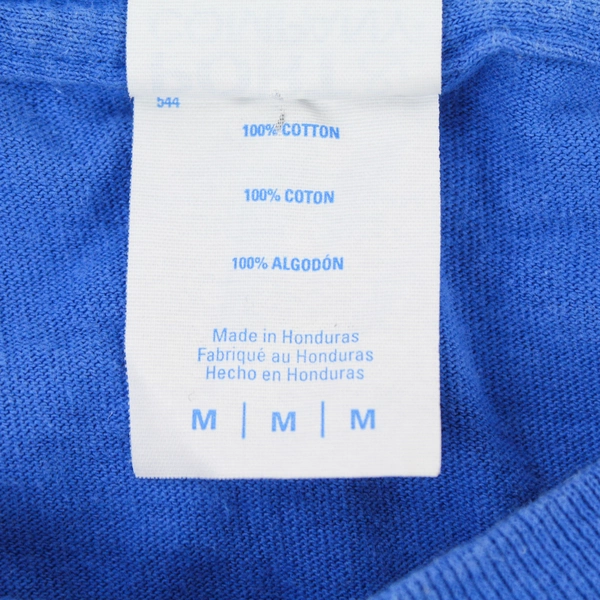 544
100% COTTON
100% COTON
100% ALGODÓN
Made in Honduras
Fabriqué au Honduras
Hecho en Honduras
M | M | M